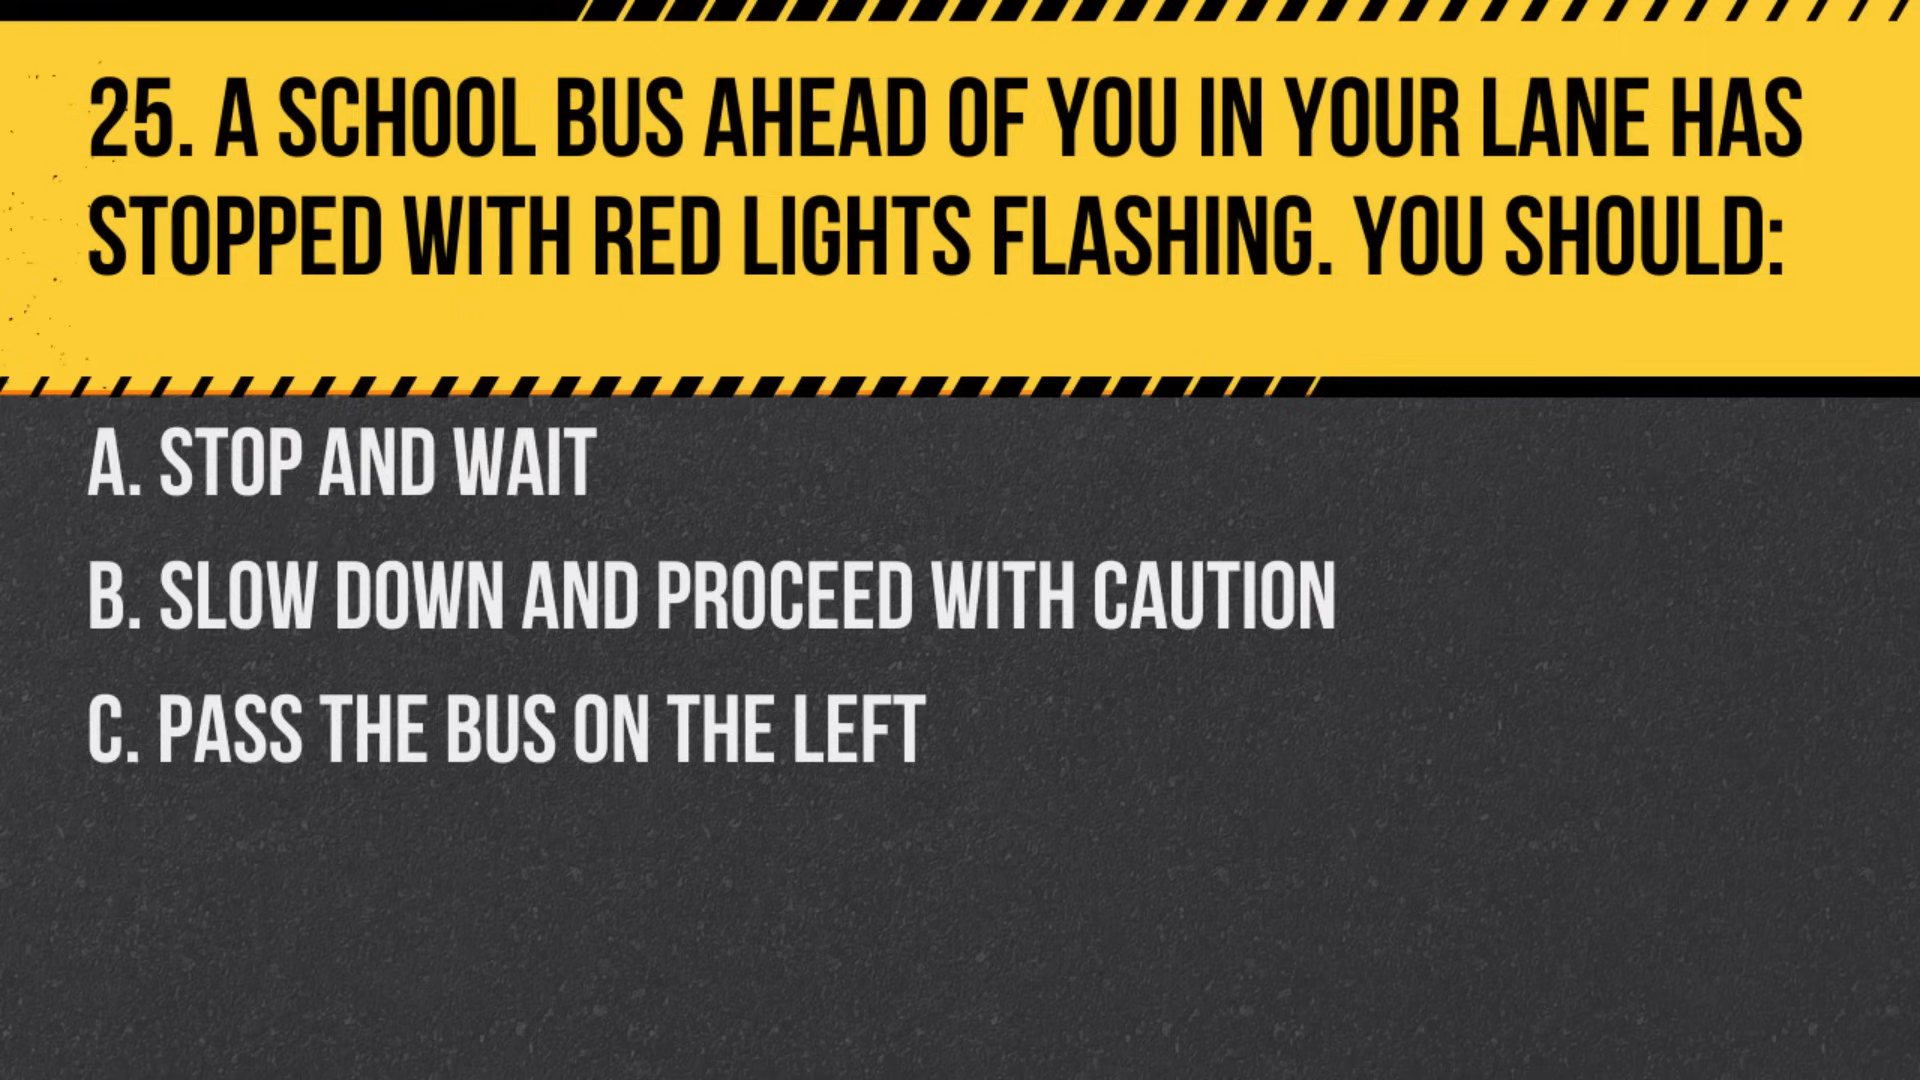 25. A SCHOOL BUS AHEAD OF YOU IN YOUR LANE HAS
STOPPED WITH RED LIGHTS FLASHING. YOU SHOULD:
A. STOP AND WAIT
B. SLOW DOWN AND PROCEED WITH CAUTION
C. PASS THE BUS ON THE LEFT